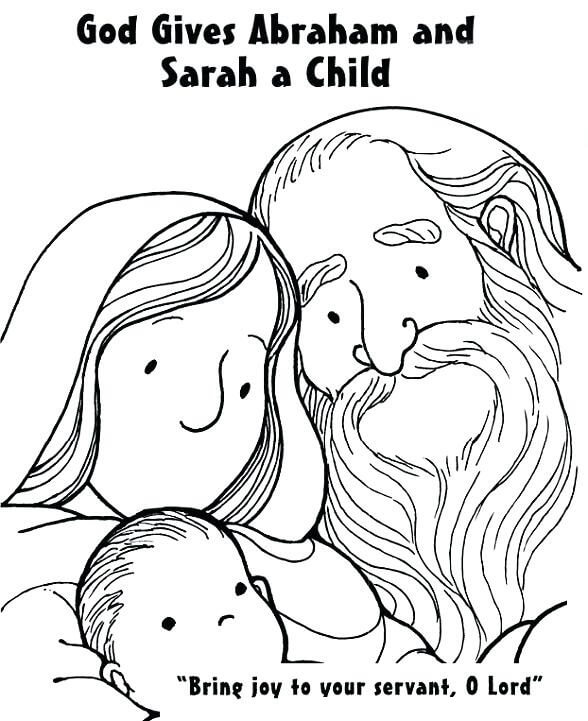 God Gives Abraham and
Sarah a Child
“Bring joy to your servant, O Lord”